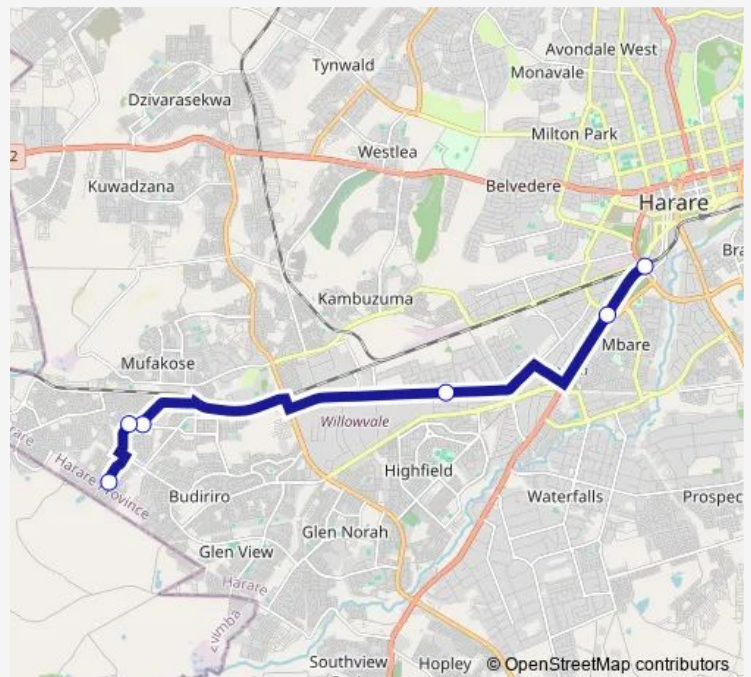 Avondale West
Tynwald
Monavale
Dzivarasekwa
Milton Park
2
Westlea
Kuwadzana
Belvedere
Harare
Bra
Kambuzuma
Mbare
Mufakose
Willowvale
Highfield
Harare Province
Budiriro
Waterfalls
Prospec
Glen Norah
Glen View
Harare
Zvimba
Southview
Hopley
© OpenStreetMap contributors